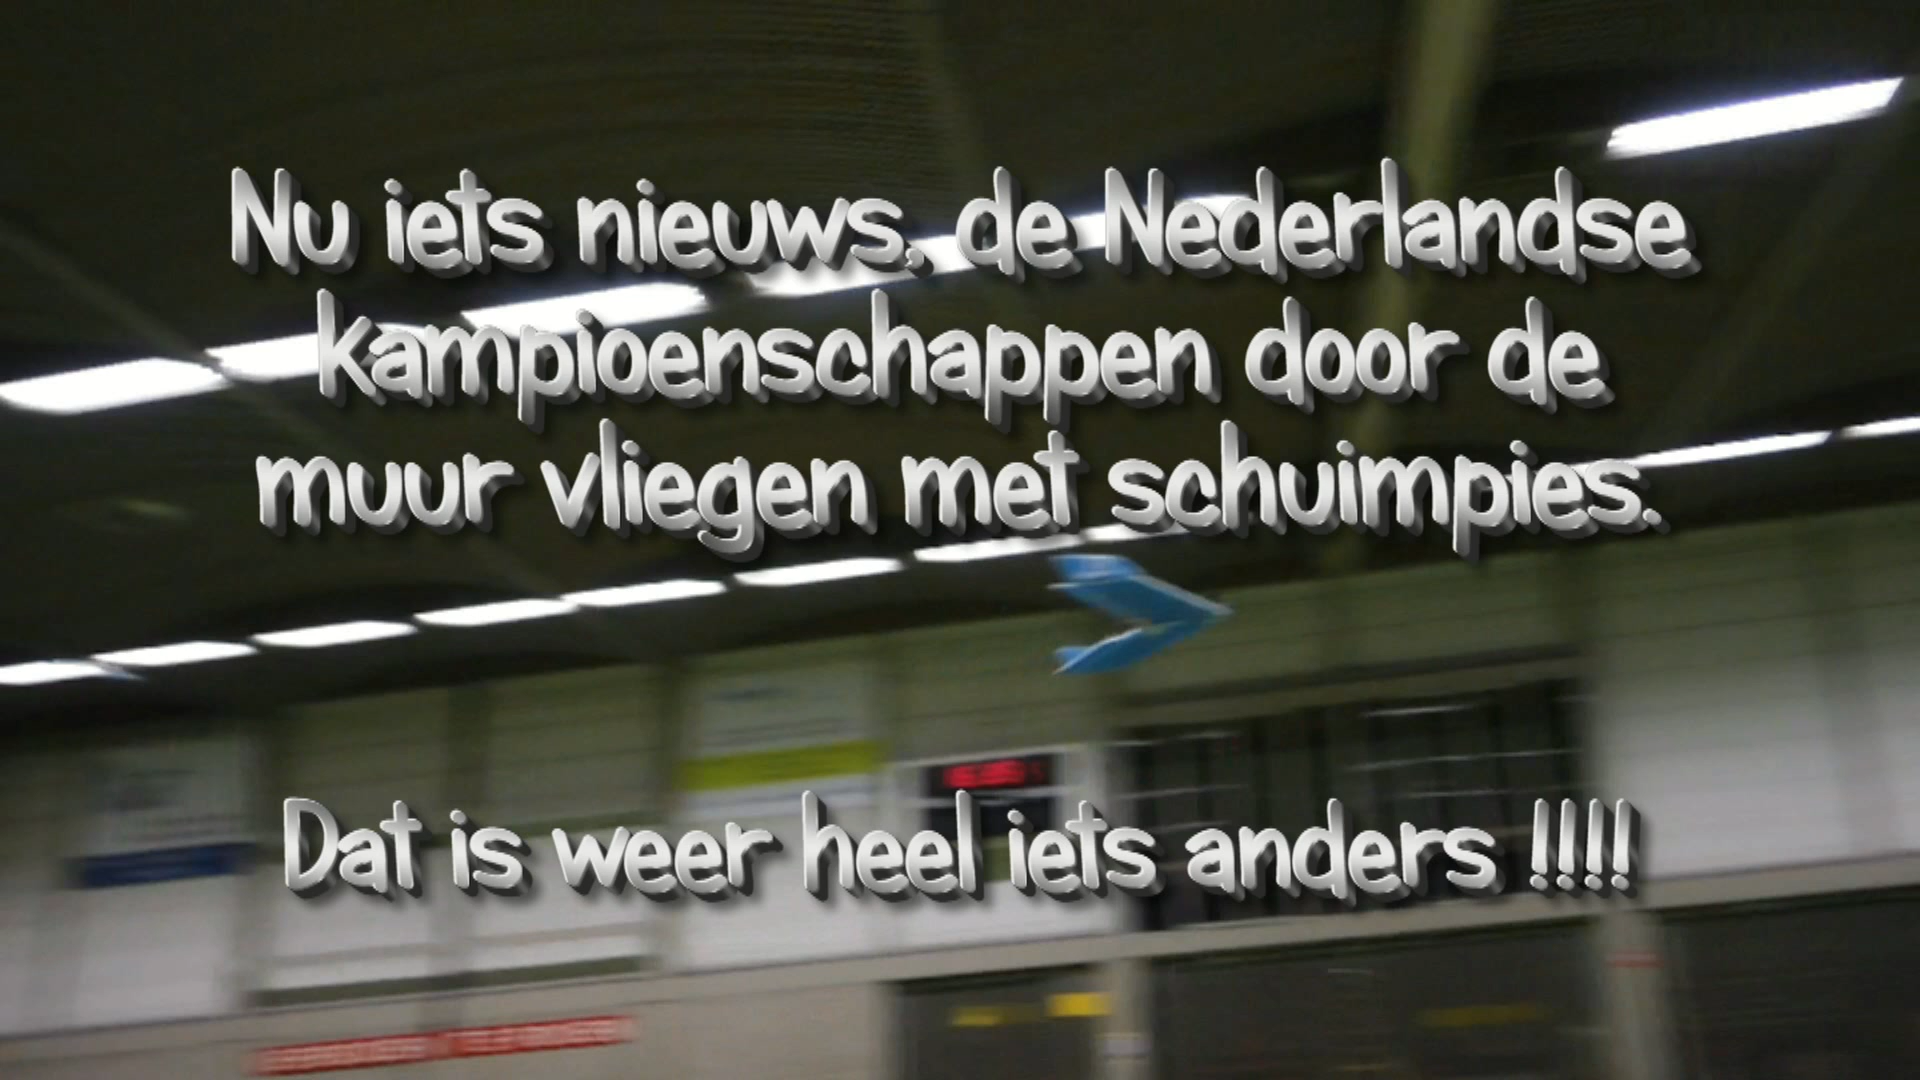 Nu iets nieuws, de Nederlandse
kampioenschappen door de
muur vliegen met schuimpies.
Dat is weer heel iets anders !!!!